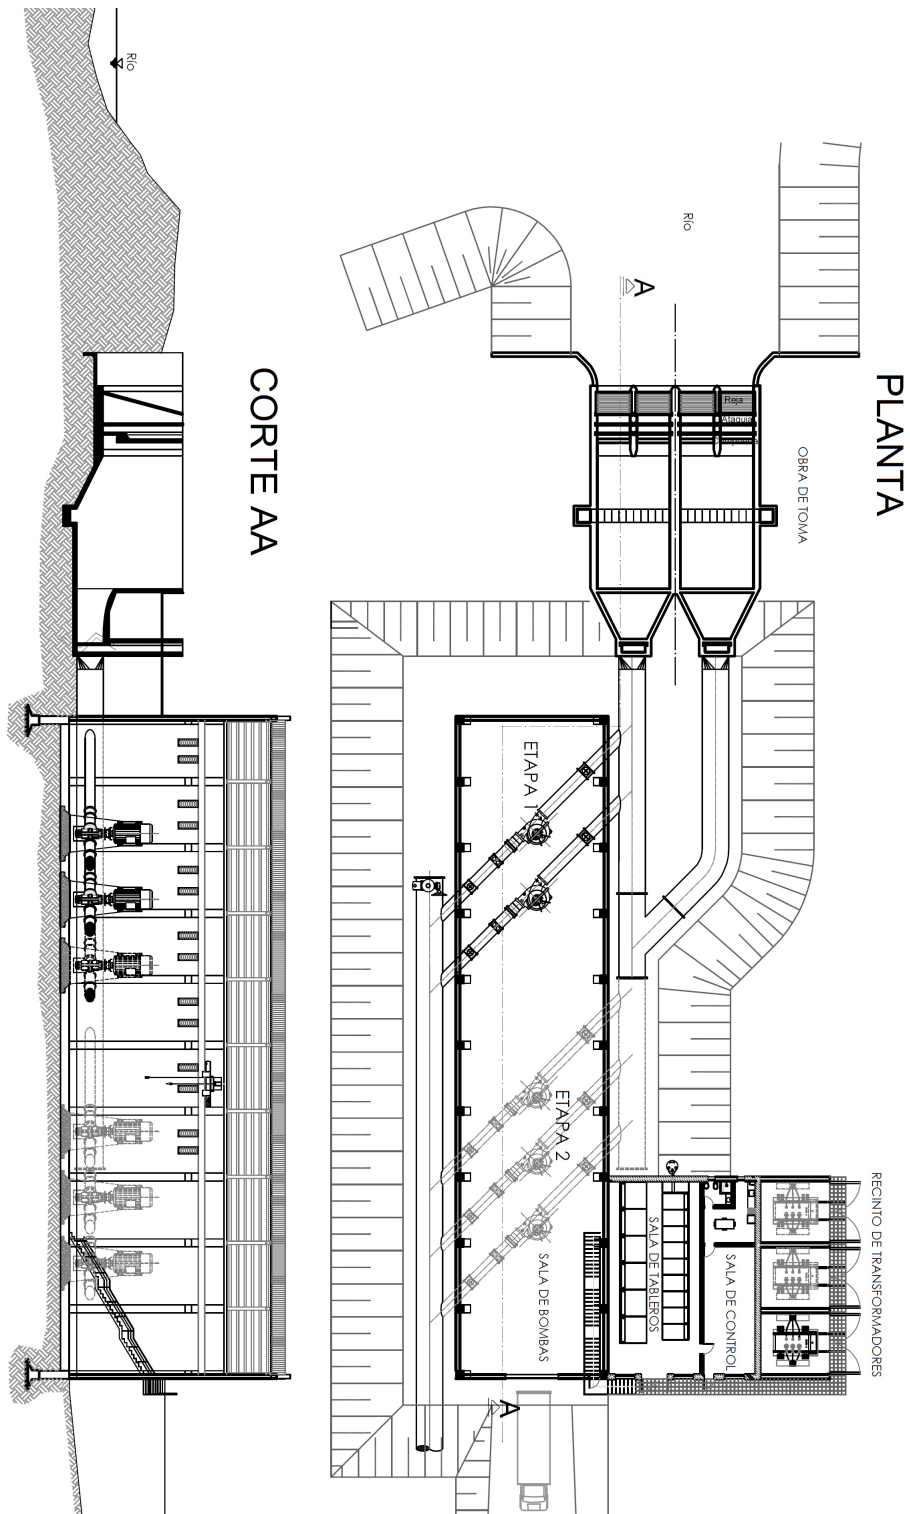 PLANTA
OBRA DE TOMA
RECINTO DE TRANSFORMADORES
Río
A
Reja
Ataguía
SALA DE CONTROL
SALA DE TABLEROS
ETAPA 1
ETAPA 2
SALA DE BOMBAS
A
CORTE AA
Río